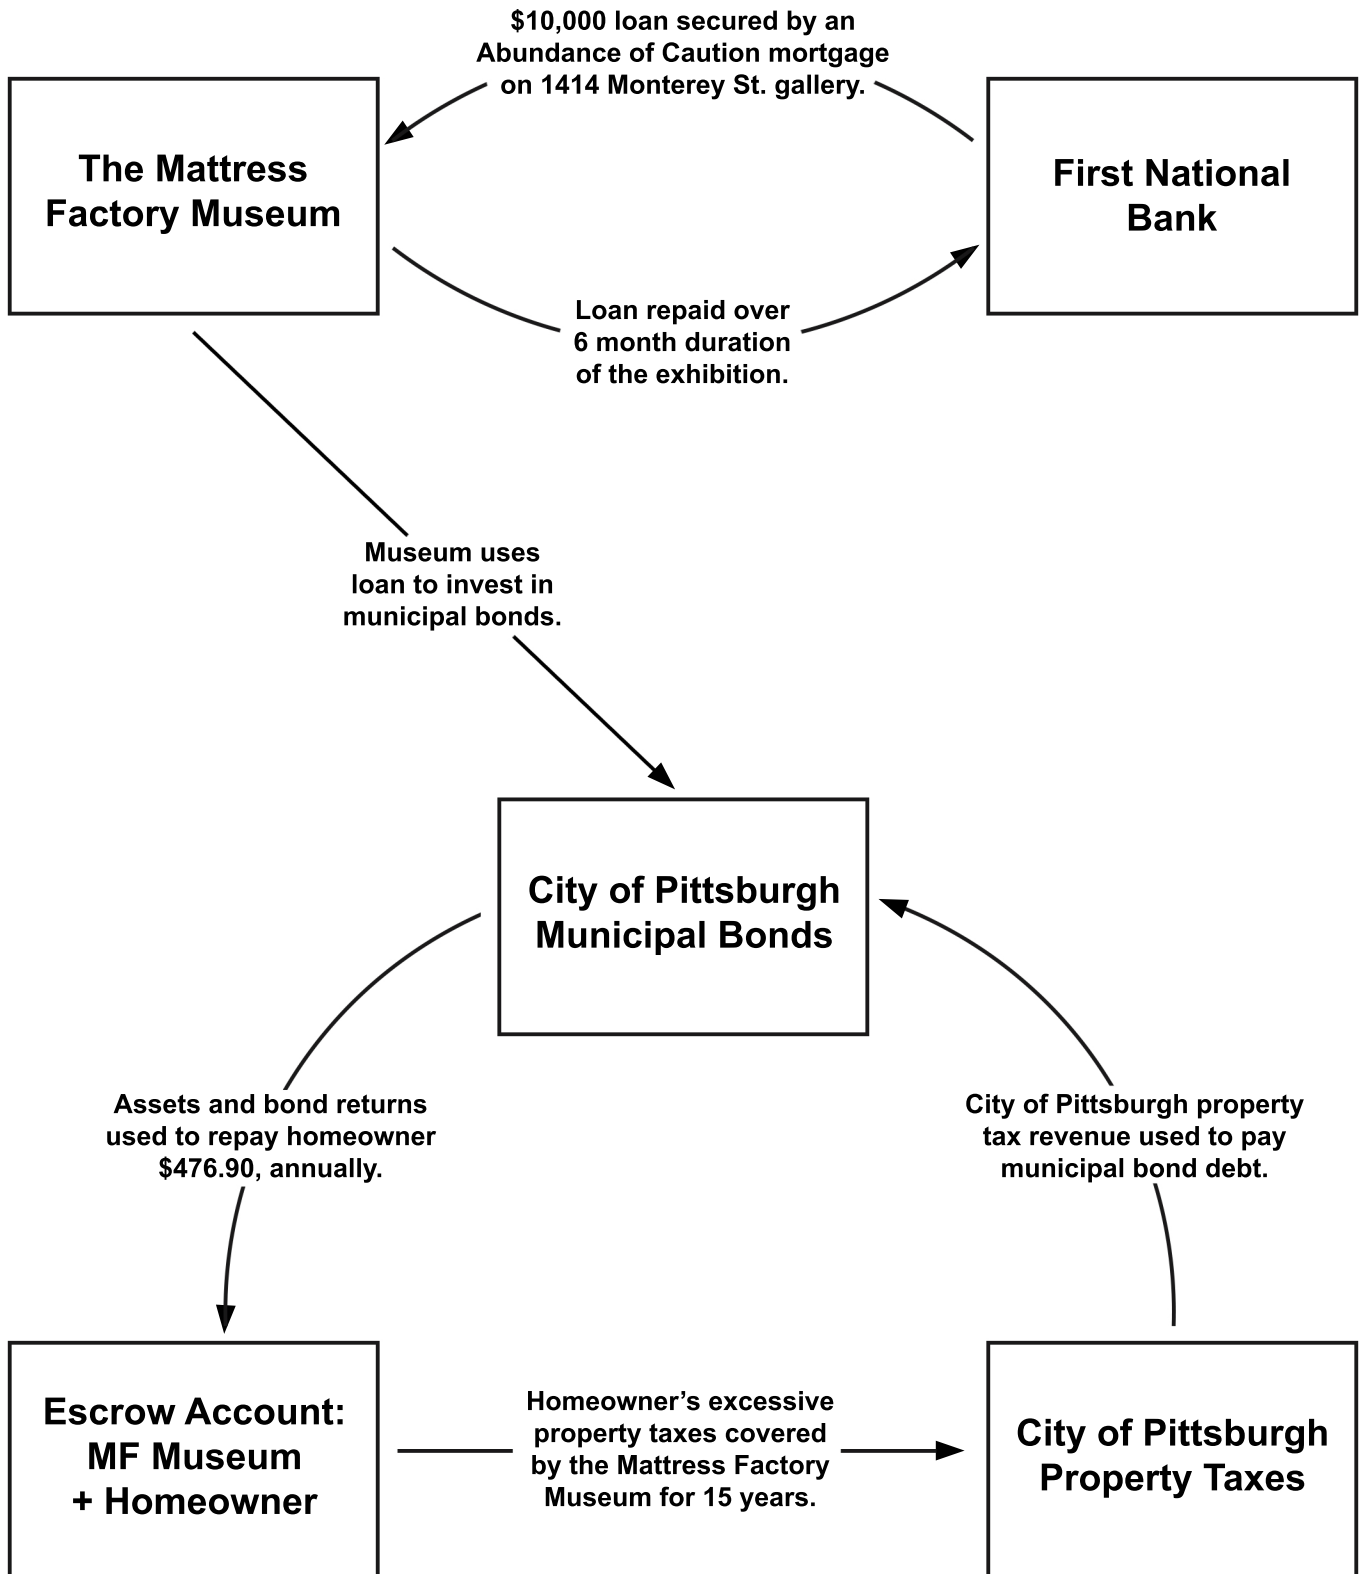 $10,000 loan secured by an
Abundance of Caution mortgage
on 1414 Monterey St. gallery.
The Mattress
Factory Museum
First National
Bank
Loan repaid over
6 month duration
of the exhibition.
Museum uses
loan to invest in
municipal bonds.
City of Pittsburgh
Municipal Bonds
Assets and bond returns
used to repay homeowner
$476.90, annually.
City of Pittsburgh property
tax revenue used to pay
municipal bond debt.
Escrow Account:
MF Museum
+ Homeowner
Homeowner’s excessive
property taxes covered
by the Mattress Factory
Museum for 15 years.
City of Pittsburgh
Property Taxes